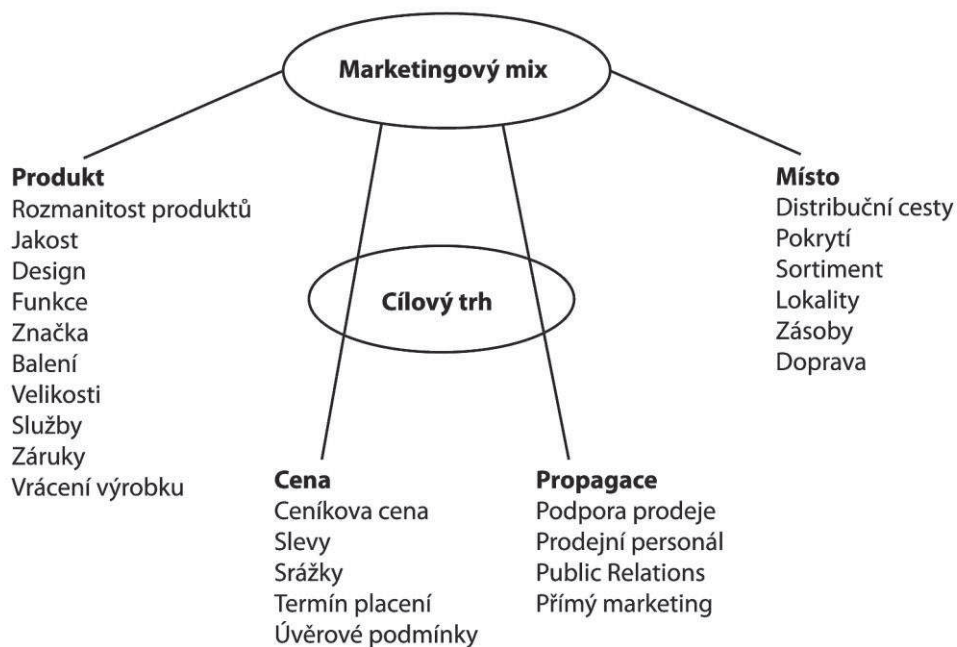 Marketingový mix
Produkt
Rozmanitost produktů
Jakost
Design
Funkce
Značka
Balení
Velikosti
Služby
Záruky
Vrácení výrobku
Cílový trh
Cena
Ceníkova cena
Slevy
Srážky
Termín placení
Úvěrové podmínky
Propagace
Podpora prodeje
Prodejní personál
Public Relations
Přímý marketing
Místo
Distribuční cesty
Pokrytí
Sortiment
Lokality
Zásoby
Doprava